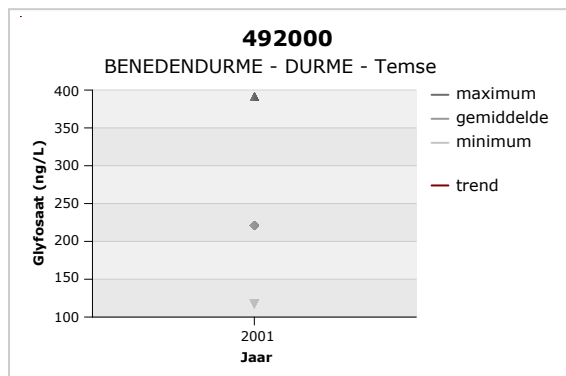 492000
BENEDENDURME - DURME - Temse
400
350
300
250
200
150
100
Glyfosaat (ng/L)
2001
Jaar
maximum
gemiddelde
minimum
trend